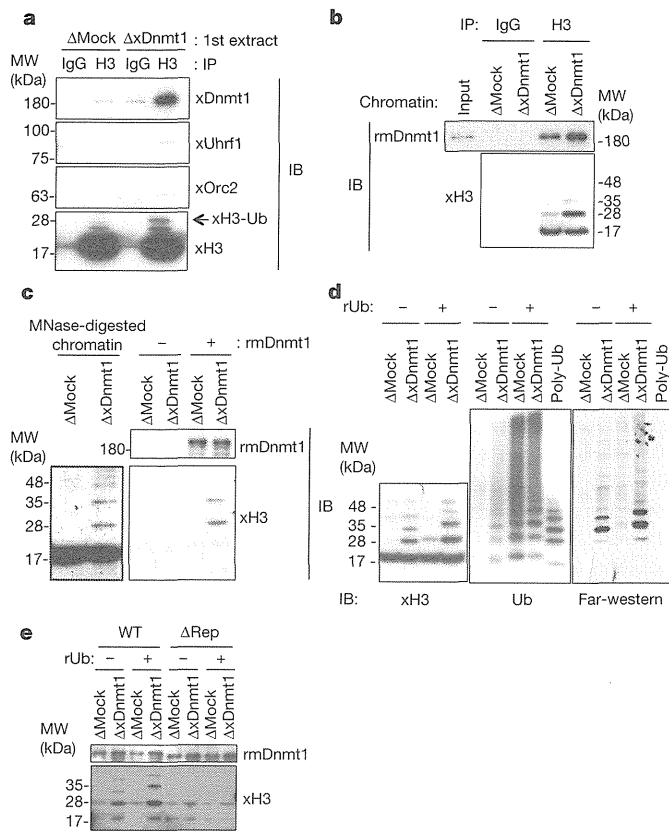 a
ΔMock ΔxDnmt1 : 1st extract
MW
(kDa)
IgG H3 IgG H3 : IP
180-
xDnmt1
100-
75-
xUhrf1
63-
xOrc2
28-
xH3-Ub
17-
xH3
IB
b
IP: IgG H3
Chromatin: Input ΔMock ΔxDnmt1 ΔMock ΔxDnmt1
MW
(kDa)
rmDnmt1
-180
IB
xH3
-48
-35
-28
-17
c
MNase-digested
chromatin
– + : rmDnmt1
ΔMock ΔxDnmt1 ΔMock ΔxDnmt1 ΔMock ΔxDnmt1
MW
(kDa)
180-
rmDnmt1
48-
35-
28-
17-
xH3
IB
d
rUb: – + – + – +
ΔMock ΔxDnmt1 ΔMock ΔxDnmt1 ΔMock ΔxDnmt1 ΔMock ΔxDnmt1 Poly-Ub ΔMock ΔxDnmt1 ΔMock ΔxDnmt1 Poly-Ub
MW
(kDa)
48 -
35 -
28 -
17 -
IB: xH3 Ub Far-western
e
WT ΔRep
rUb: – + – +
ΔMock ΔxDnmt1 ΔMock ΔxDnmt1 ΔMock ΔxDnmt1 ΔMock ΔxDnmt1
MW
(kDa)
rmDnmt1
35-
28-
17-
xH3